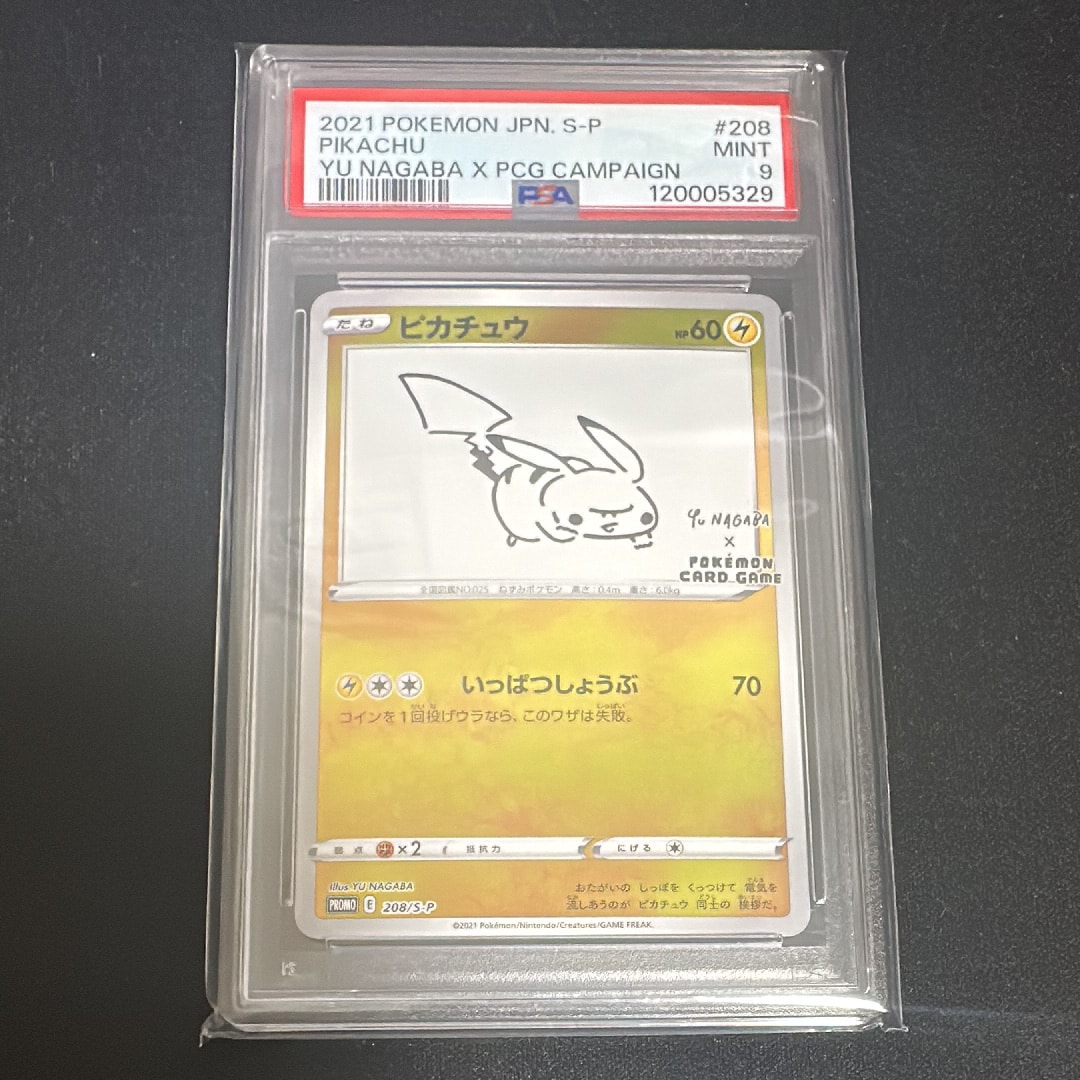 2021 POKEMON JPN. S-P #208
PIKACHU MINT
YU NAGABA X PCG CAMPAIGN 9
PSA 120005329
たね ピカチュウ HP60
Yu NAGABA
X
POKÉMON
CARD GAME
全国図鑑NO.025 ねずみポケモン 高さ:0.4m 重さ:6.0kg
いっぱつしょうぶ 70
コインを1回投げウラなら、このワザは失敗。
弱点 ×2 抵抗力 にげる
Illus. YU NAGABA
おたがいの しっぽを くっつけて 電気を
PROMO E 208/S-P 流しあうのが ピカチュウ 同士の 挨拶だ。
©2021 Pokémon/Nintendo/Creatures/GAME FREAK.